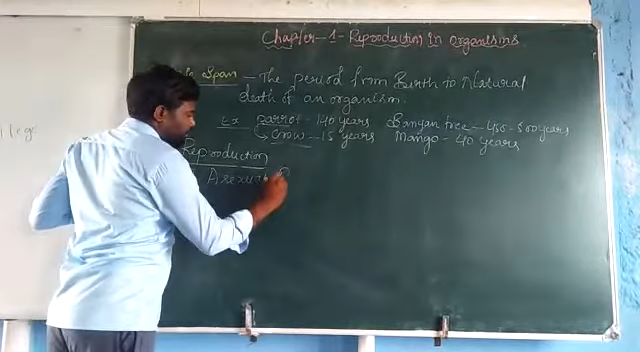 Chapter - 1 - Reproduction in Organisms
Span - The period from Birth to Natural
death of an organism.
Ex parrot - 140 years Banyan tree - 450 - 500 years
Crow - 15 years Mango - 40 years
Reproduction
Asexual